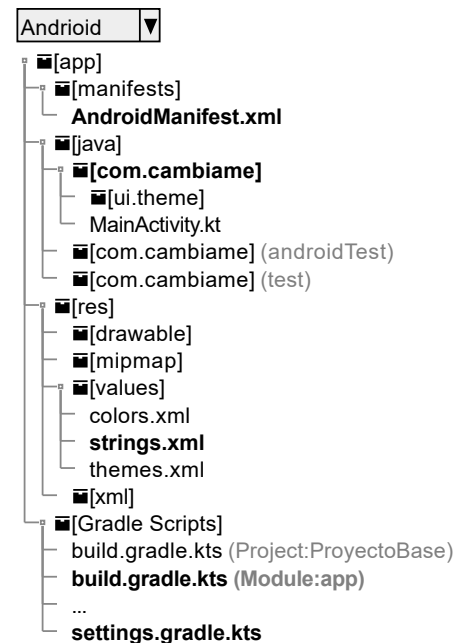 Andrioid
[app]
[manifests]
AndroidManifest.xml
[java]
[com.cambiame]
[ui.theme]
MainActivity.kt
[com.cambiame] (androidTest)
[com.cambiame] (test)
[res]
[drawable]
[mipmap]
[values]
colors.xml
strings.xml
themes.xml
[xml]
[Gradle Scripts]
build.gradle.kts (Project:ProyectoBase)
build.gradle.kts (Module:app)
...
settings.gradle.kts